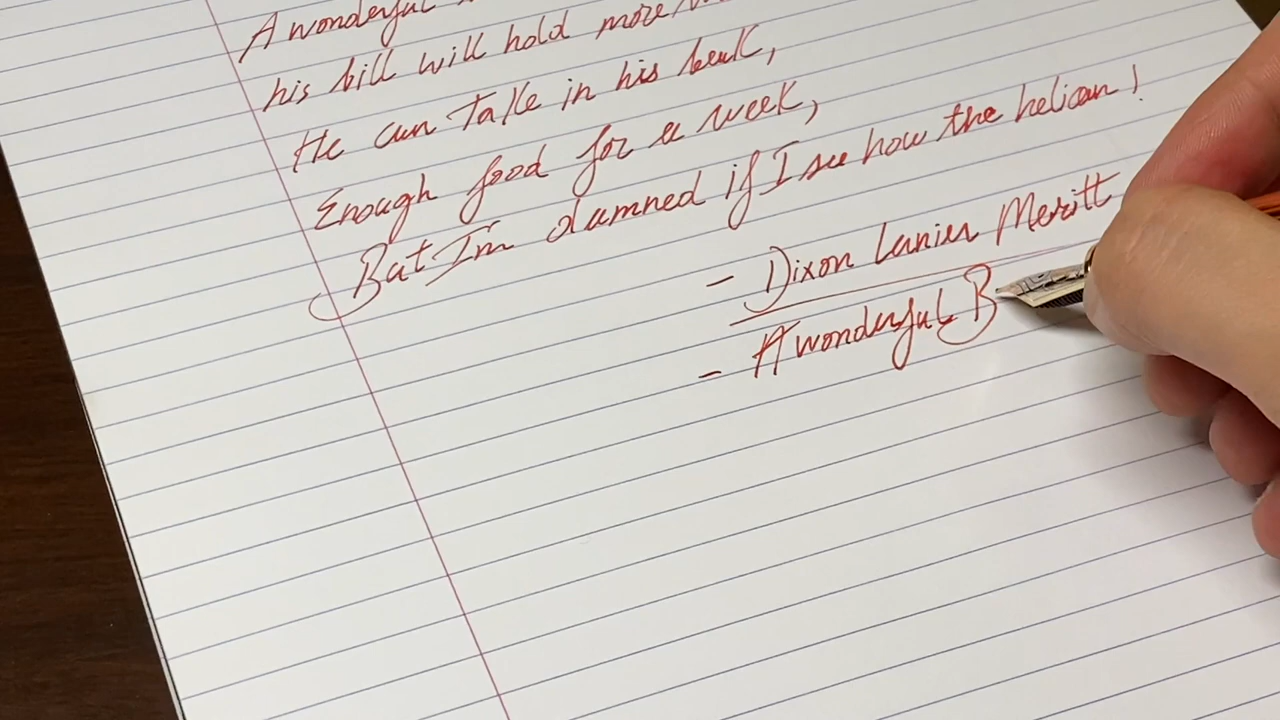 A wonderful
his bill will hold more
He can take in his beak,
Enough food for a week,
But I'm damned if I see how the helican!
- Dixon Lanier Merritt
- A wonderful B